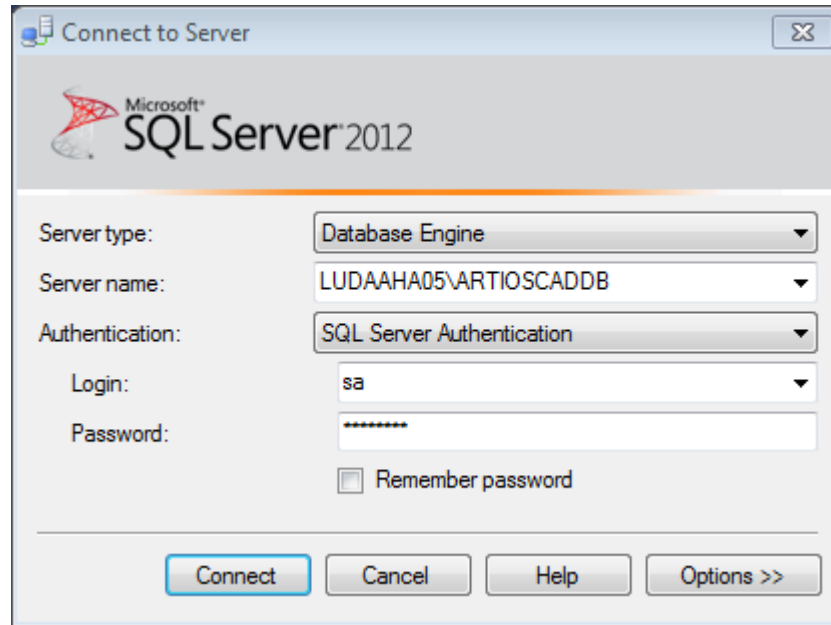 Connect to Server
Microsoft®
SQL Server® 2012
Server type: Database Engine
Server name: LUDAAHA05\ARTIOSCADDB
Authentication: SQL Server Authentication
Login: sa
Password: ********
Remember password
Connect Cancel Help Options >>